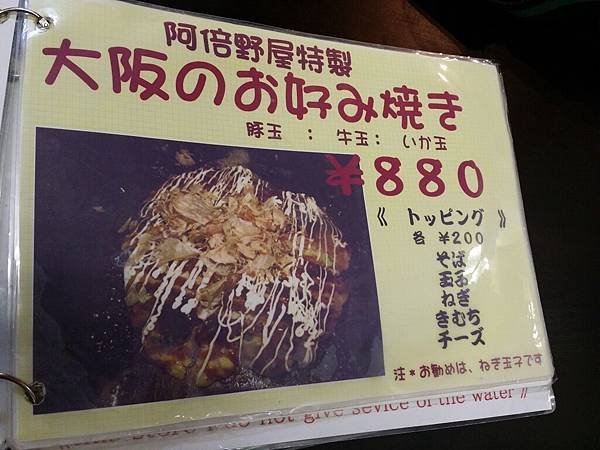 阿倍野屋特製
大阪のお好み焼き
豚玉 : 牛玉: いか玉
¥880
《 トッピング 》
各 ¥200
そば
玉子
ねぎ
きむち
チーズ
注*お勧めは、ねぎ玉子です
not give sevice of the water //